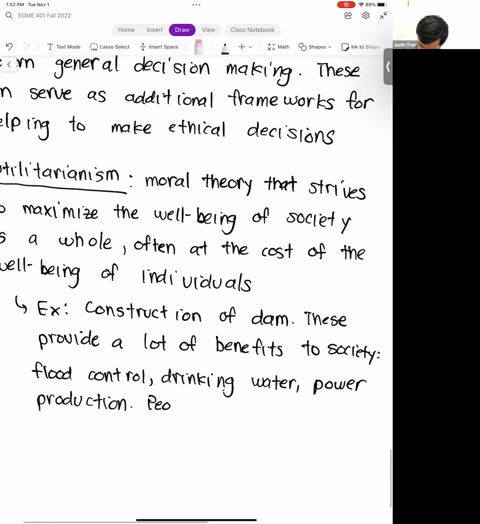 1:52 PM Tue Nov 1
99%
EGME 401 Fall 2022
Home Insert Draw View Class Notebook
Text Mode Lasso Select Insert Space Math Shapes Ink to Shape
general decision making. These
serve as additional frameworks for
elping to make ethical decisions
tilitarianism: moral theory that strives
o maximize the well-being of society
s a whole, often at the cost of the
well-being of individuals
↳ Ex: Construction of dam. These
provide a lot of benefits to society:
flood control, drinking water, power
production. Peo